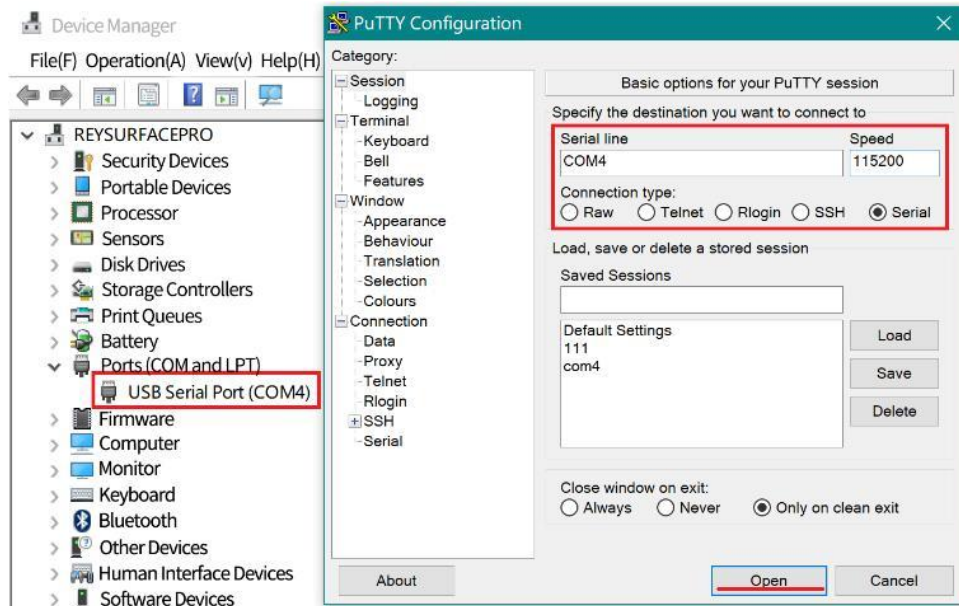 Device Manager
File(F) Operation(A) View(v) Help(H)
REYSURFACEPRO
Security Devices
Portable Devices
Processor
Sensors
Disk Drives
Storage Controllers
Print Queues
Battery
Ports (COM and LPT)
USB Serial Port (COM4)
Firmware
Computer
Monitor
Keyboard
Bluetooth
Other Devices
Human Interface Devices
Software Devices
PuTTY Configuration
Category:
Session
Logging
Terminal
Keyboard
Bell
Features
Window
Appearance
Behaviour
Translation
Selection
Colours
Connection
Data
Proxy
Telnet
Rlogin
SSH
Serial
Basic options for your PuTTY session
Specify the destination you want to connect to
Serial line Speed
COM4 115200
Connection type:
Raw Telnet Rlogin SSH Serial
Load, save or delete a stored session
Saved Sessions
Default Settings
111
com4
Load
Save
Delete
Close window on exit:
Always Never Only on clean exit
About Open Cancel